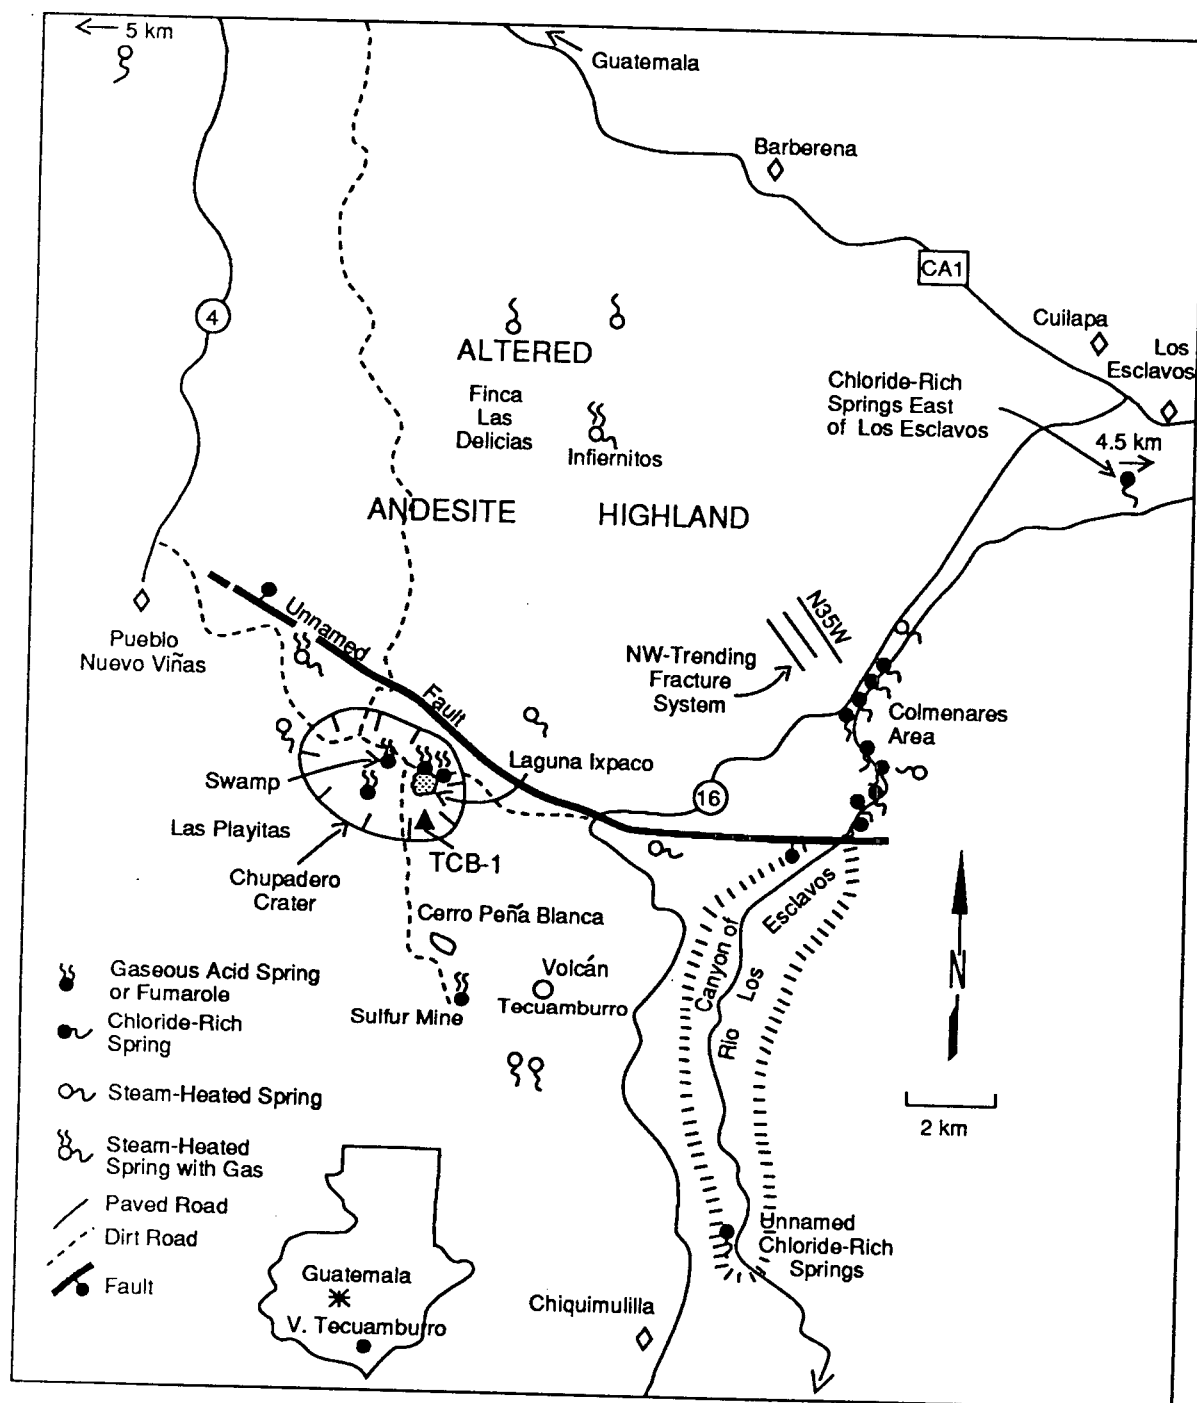 5 km
Guatemala
Barberena
CA1
4
Cuilapa
Los
Esclavos
ALTERED
Finca
Las
Delicias
Infiernitos
Chloride-Rich
Springs East
of Los Esclavos
4.5 km
ANDESITE HIGHLAND
Unnamed
Fault
N35W
Pueblo
Nuevo Viñas
NW-Trending
Fracture
System
Colmenares
Area
Laguna Ixpaco
Swamp
16
Las Playitas
TCB-1
Chupadero
Crater
Cerro Peña Blanca
Canyon of
Rio Los Esclavos
N
Volcán
Tecuamburro
Sulfur Mine
Gaseous Acid Spring
or Fumarole
Chloride-Rich
Spring
Steam-Heated Spring
Steam-Heated
Spring with Gas
Paved Road
Dirt Road
Fault
2 km
Unnamed
Chloride-Rich
Springs
Guatemala
V. Tecuamburro
Chiquimulilla